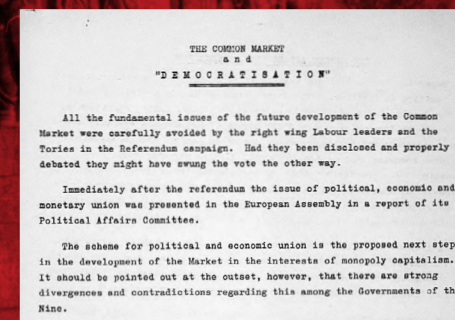 THE COMMON MARKET
and
"DEMOCRATISATION"
All the fundamental issues of the future development of the Common
Market were carefully avoided by the right wing Labour leaders and the
Tories in the Referendum campaign. Had they been disclosed and properly
debated they might have swung the vote the other way.
Immediately after the referendum the issue of political, economic and
monetary union was presented in the European Assembly in a report of its
Political Affairs Committee.
The scheme for political and economic union is the proposed next step
in the development of the Market in the interests of monopoly capitalism.
It should be pointed out at the outset, however, that there are strong
divergences and contradictions regarding this among the Governments of th
Nine.